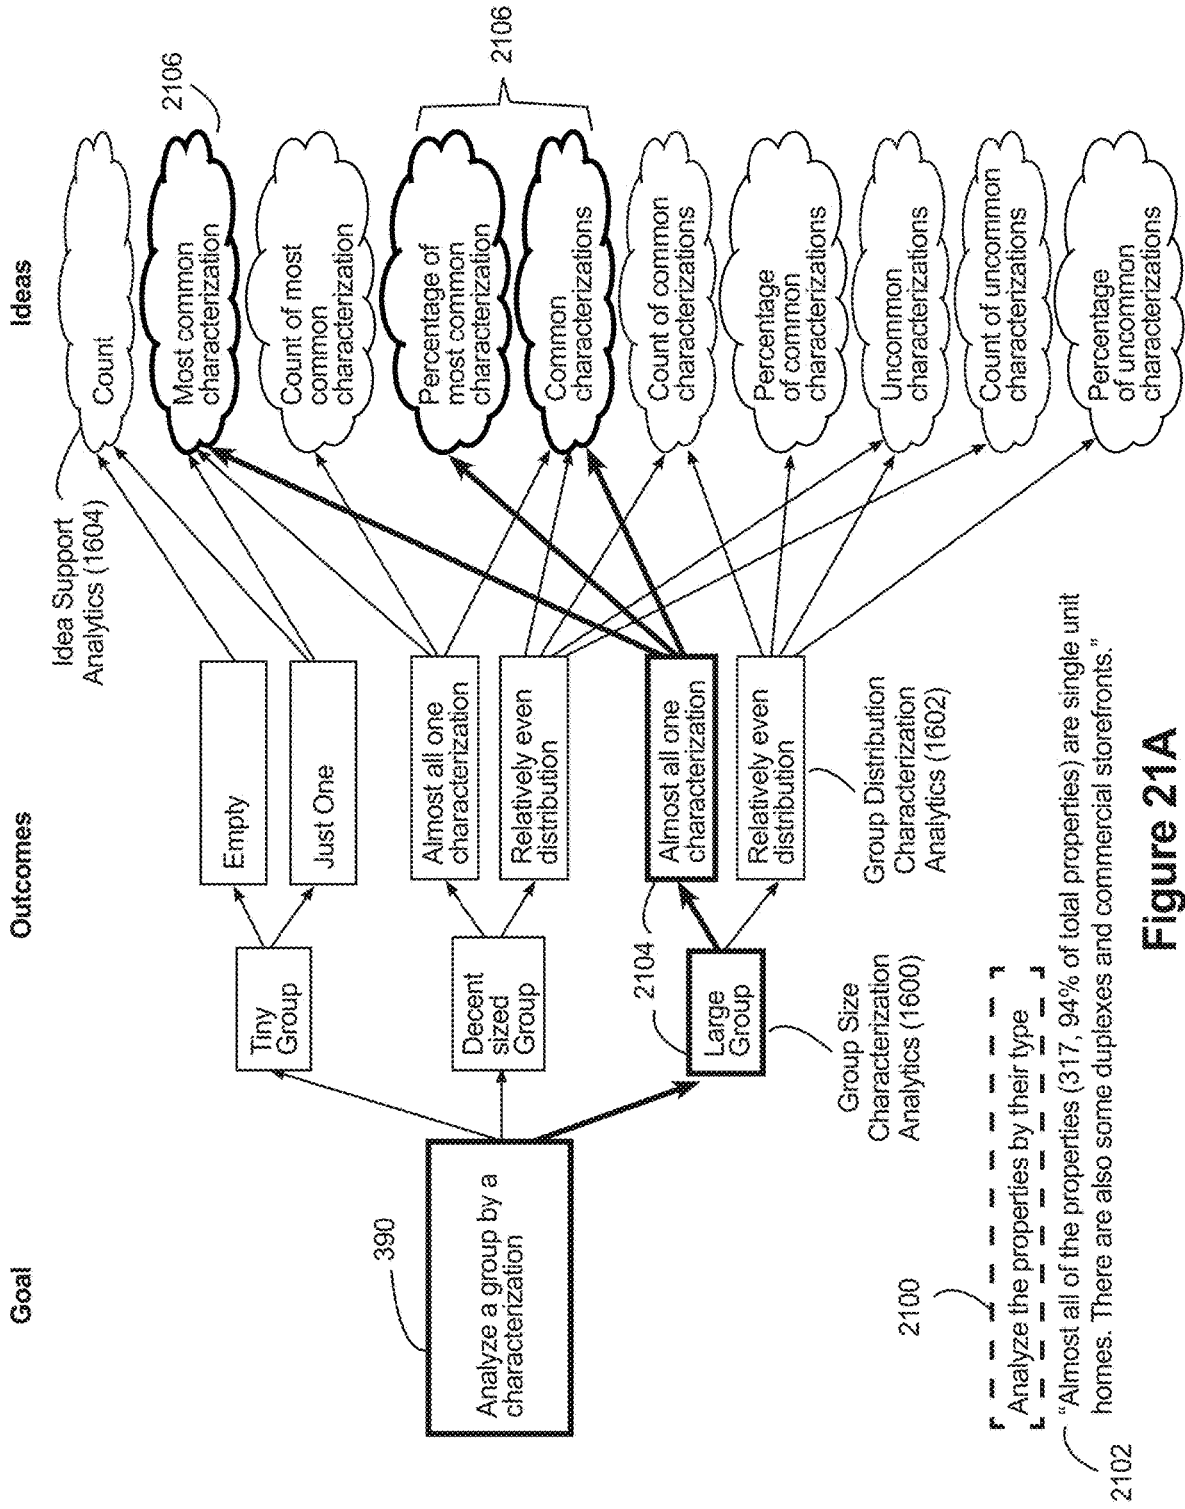 Goal
Outcomes
Ideas
390
Analyze a group by a
characterization
Tiny
Group
Decent
sized
Group
2104
Large
Group
Group Size
Characterization
Analytics (1600)
Empty
Just One
Almost all one
characterization
Relatively even
distribution
Almost all one
characterization
Relatively even
distribution
Group Distribution
Characterization
Analytics (1602)
Idea Support
Analytics (1604)
Count
Most common
characterization
2106
Count of most
common
characterization
Percentage of
most common
characterization
2106
Common
characterizations
Count of common
characterizations
Percentage
of common
characterizations
Uncommon
characterizations
Count of uncommon
characterizations
Percentage
of uncommon
characterizations
2100
Analyze the properties by their type
2102
“Almost all of the properties (317, 94% of total properties) are single unit
homes. There are also some duplexes and commercial storefronts.”
Figure 21A